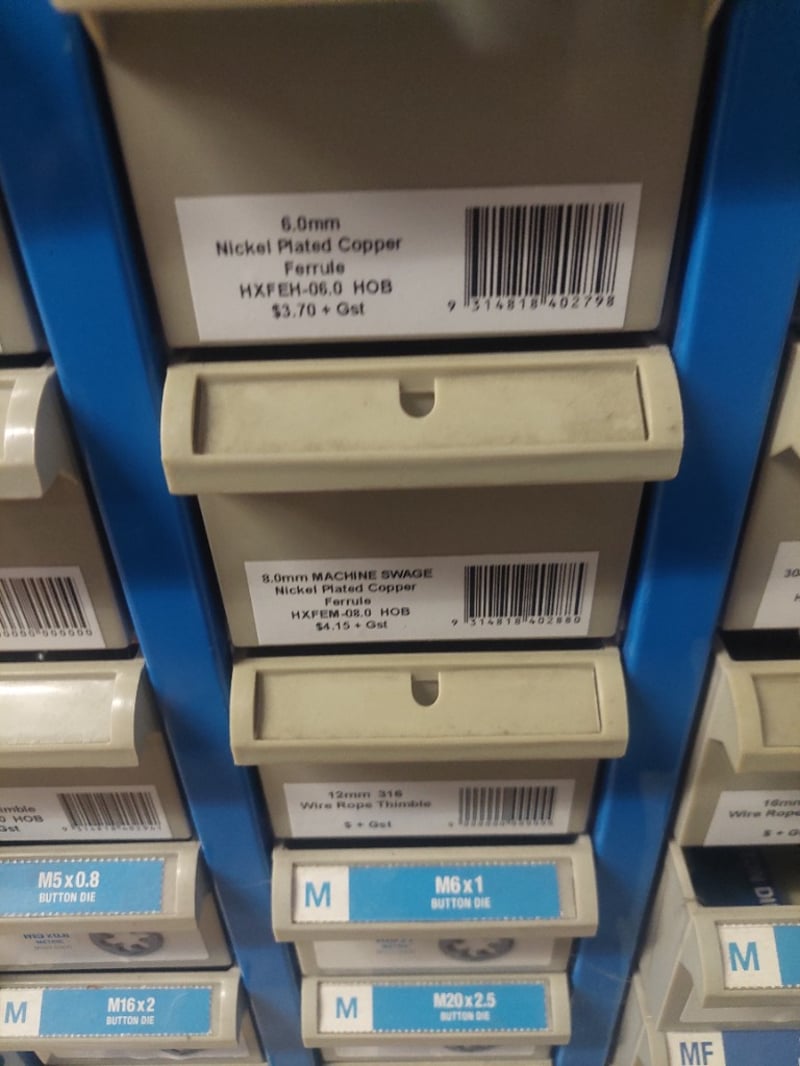 6.0mm
Nickel Plated Copper
Ferrule
HXFEH-06.0 HOB
$3.70 + Gst
9 314818 402798
8.0mm MACHINE SWAGE
Nickel Plated Copper
Ferrule
HXFEM-08.0 HOB
$4.15 + Gst
9 314818 402880
12mm 316
Wire Rope Thimble
$ + Gst
HOB
Gst
16mm
Wire Rope
$ + G
M5 x 0.8
BUTTON DIE
M
M6 x 1
BUTTON DIE
M
M16 x 2
BUTTON DIE
M
M20 x 2.5
BUTTON DIE
M
MF